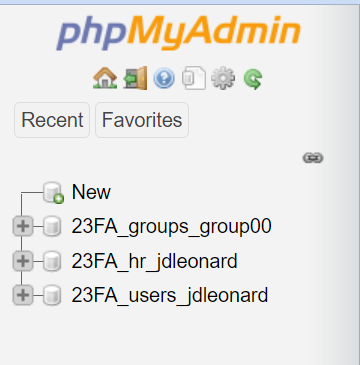 phpMyAdmin
Recent Favorites
New
23FA_groups_group00
23FA_hr_jdleonard
23FA_users_jdleonard